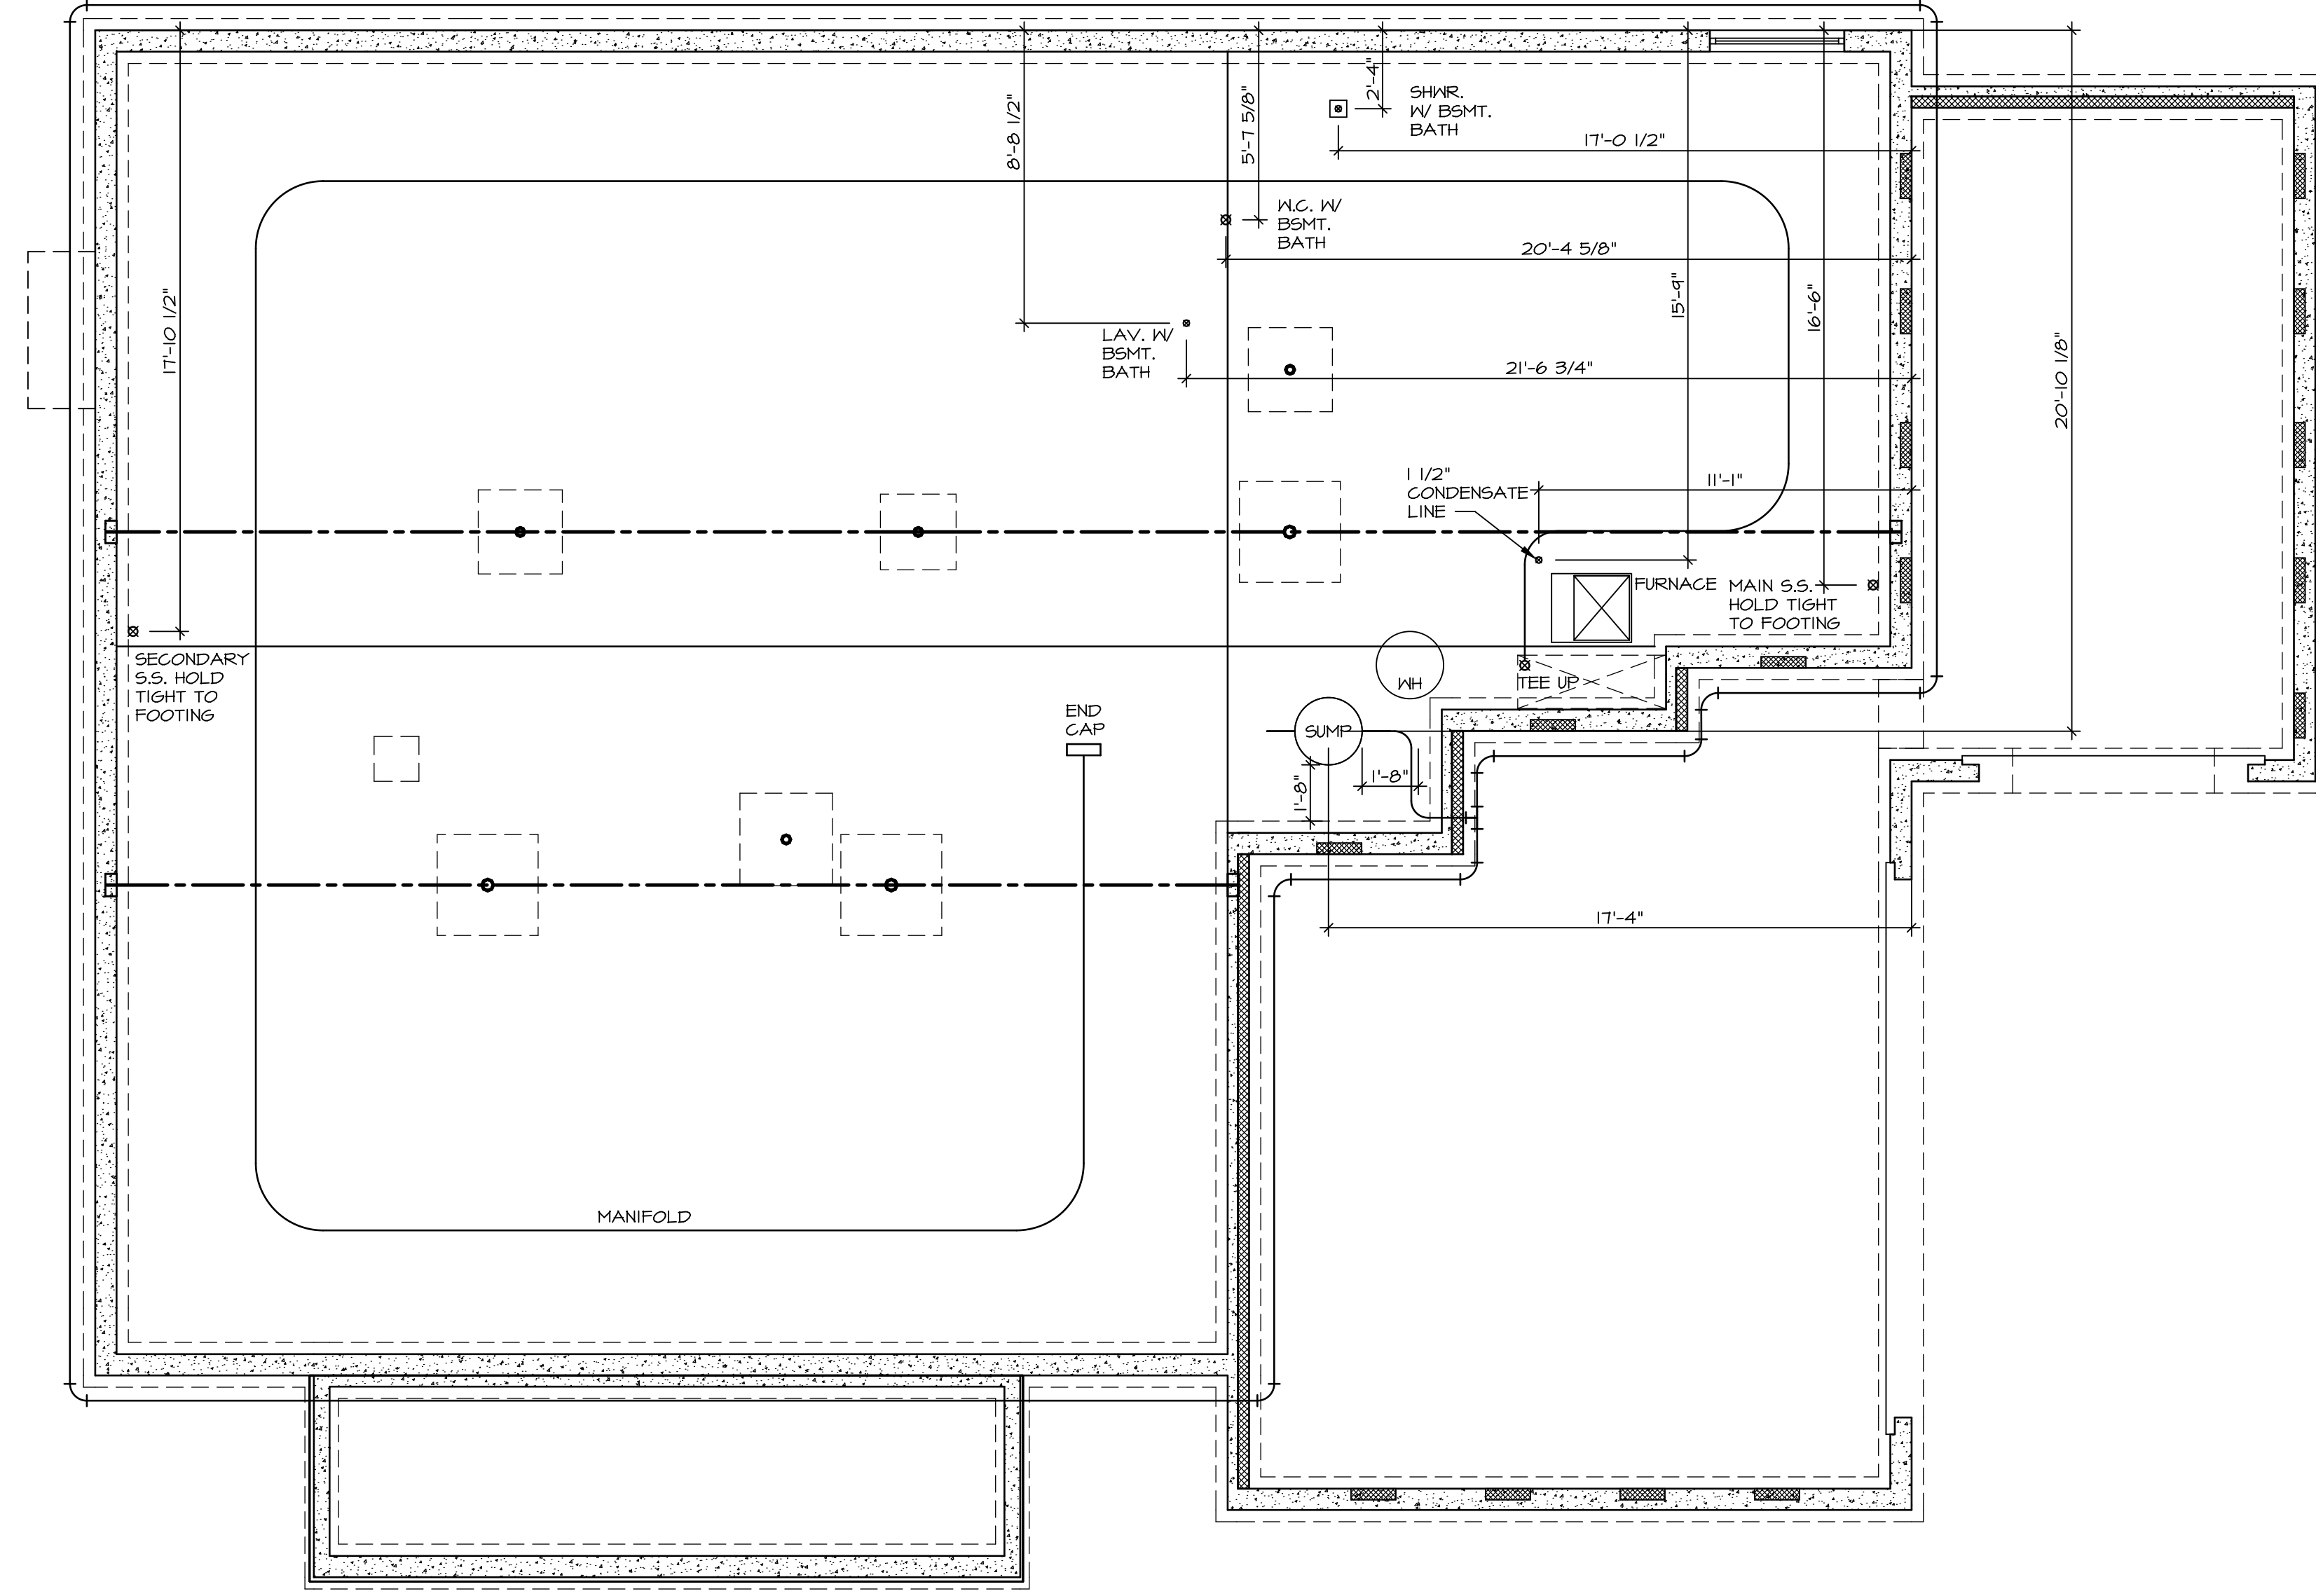 2'-4"
SHWR.
W/ BSMT.
BATH
8'-8 1/2"
5'-7 5/8"
17'-0 1/2"
W.C. W/
BSMT.
BATH
20'-4 5/8"
17'-10 1/2"
15'-9"
16'-6"
LAV. W/
BSMT.
BATH
21'-6 3/4"
20'-10 1/8"
1 1/2"
CONDENSATE
LINE
11'-1"
FURNACE
MAIN S.S.
HOLD TIGHT
TO FOOTING
SECONDARY
S.S. HOLD
TIGHT TO
FOOTING
WH
TEE UP
END
CAP
SUMP
1'-8"
1'-8"
17'-4"
MANIFOLD